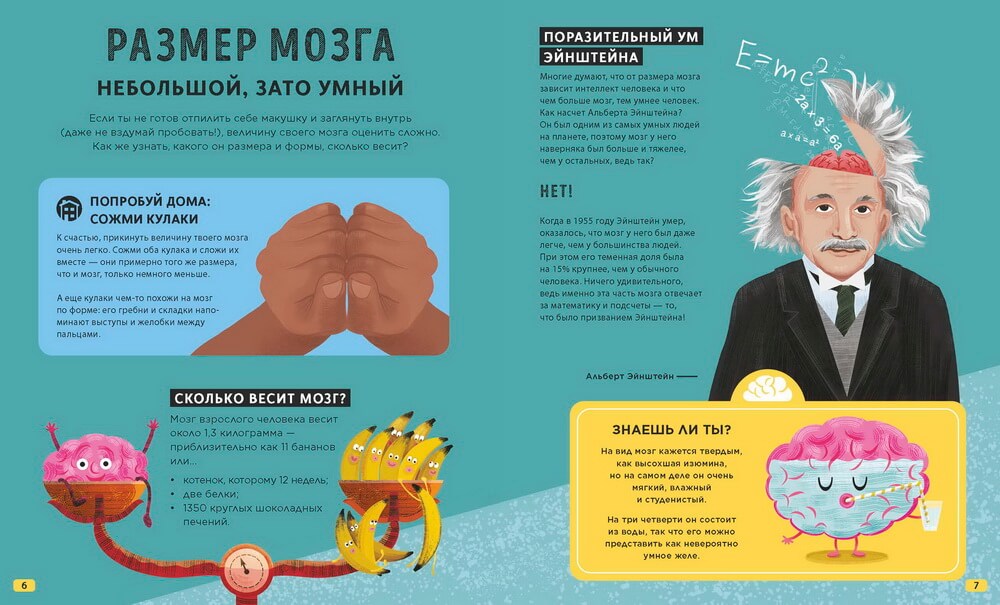 РАЗМЕР МОЗГА
НЕБОЛЬШОЙ, ЗАТО УМНЫЙ
Если ты не готов отпилить себе макушку и заглянуть внутрь
(даже не вздумай пробовать!), величину своего мозга оценить сложно.
Как же узнать, какого он размера и формы, сколько весит?
ПОПРОБУЙ ДОМА:
СОЖМИ КУЛАКИ
К счастью, прикинуть величину твоего мозга
очень легко. Сожми оба кулака и сложи их
вместе — они примерно того же размера,
что и мозг, только немного меньше.
А еще кулаки чем-то похожи на мозг
по форме: его гребни и складки напо-
минают выступы и желобки между
пальцами.
СКОЛЬКО ВЕСИТ МОЗГ?
Мозг взрослого человека весит
около 1,3 килограмма —
приблизительно как 11 бананов
или...
• котенок, которому 12 недель;
• две белки;
• 1350 круглых шоколадных
печений.
6
ПОРАЗИТЕЛЬНЫЙ УМ
ЭЙНШТЕЙНА
Многие думают, что от размера мозга
зависит интеллект человека и что
чем больше мозг, тем умнее человек.
Как насчет Альберта Эйнштейна?
Он был одним из самых умных людей
на планете, поэтому мозг у него
наверняка был больше и тяжелее,
чем у остальных, ведь так?
НЕТ!
Когда в 1955 году Эйнштейн умер,
оказалось, что мозг у него был даже
легче, чем у большинства людей.
При этом его теменная доля была
на 15% крупнее, чем у обычного
человека. Ничего удивительного,
ведь именно эта часть мозга отвечает
за математику и подсчеты — то,
что было призванием Эйнштейна!
E=mc²
2a×3=6a
a×a=a²
Альберт Эйнштейн
ЗНАЕШЬ ЛИ ТЫ?
На вид мозг кажется твердым,
как высохшая изюмина,
но на самом деле он очень
мягкий, влажный
и студенистый.
На три четверти он состоит
из воды, так что его можно
представить как невероятно
умное желе.
7